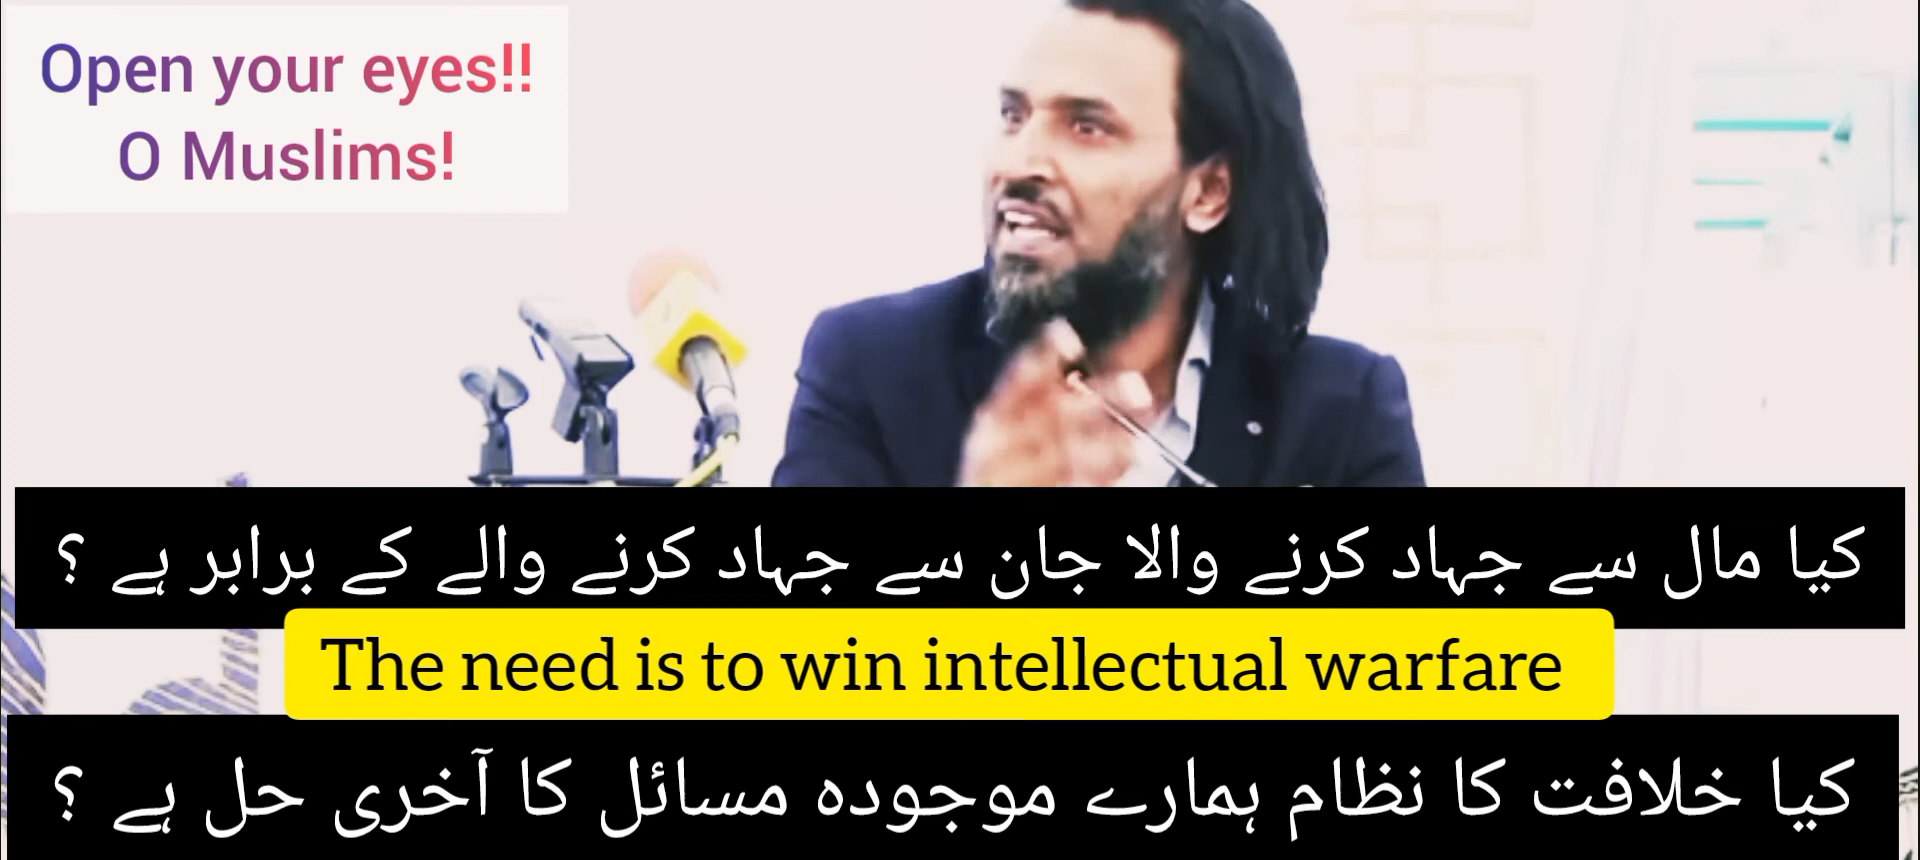 Open your eyes!!
O Muslims!
کیا مال سے جہاد کرنے والا جان سے جہاد کرنے والے کے برابر ہے ؟
The need is to win intellectual warfare
کیا خلافت کا نظام ہمارے موجودہ مسائل کا آخری حل ہے ؟